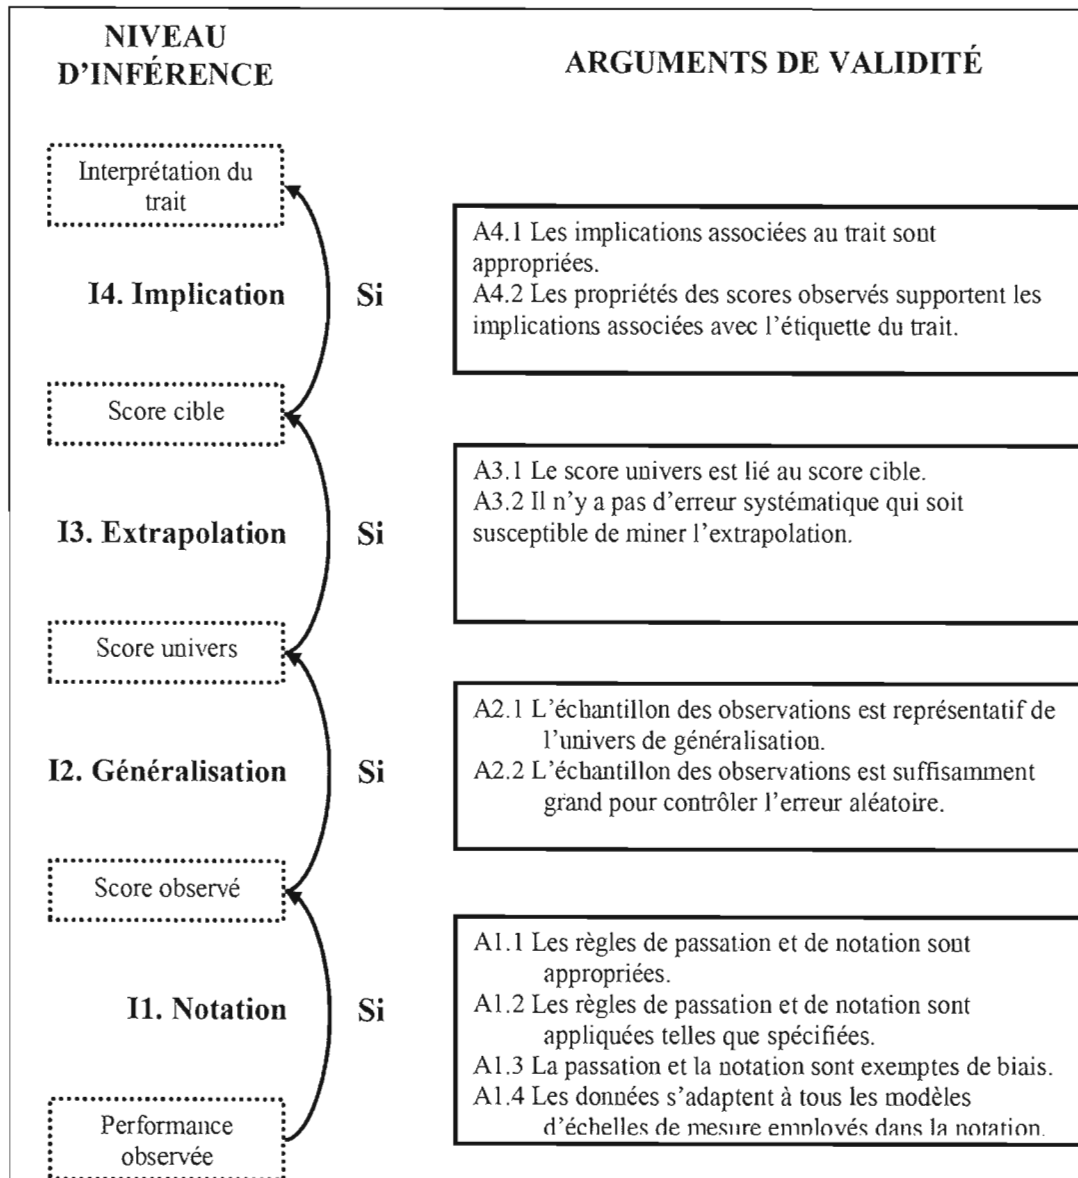 NIVEAU
D'INFÉRENCE
ARGUMENTS DE VALIDITÉ
Interprétation du
trait
I4. Implication
Si
A4.1 Les implications associées au trait sont
appropriées.
A4.2 Les propriétés des scores observés supportent les
implications associées avec l'étiquette du trait.
Score cible
I3. Extrapolation
Si
A3.1 Le score univers est lié au score cible.
A3.2 Il n'y a pas d'erreur systématique qui soit
susceptible de miner l'extrapolation.
Score univers
I2. Généralisation
Si
A2.1 L'échantillon des observations est représentatif de
l'univers de généralisation.
A2.2 L'échantillon des observations est suffisamment
grand pour contrôler l'erreur aléatoire.
Score observé
I1. Notation
Si
A1.1 Les règles de passation et de notation sont
appropriées.
A1.2 Les règles de passation et de notation sont
appliquées telles que spécifiées.
A1.3 La passation et la notation sont exemptes de biais.
A1.4 Les données s'adaptent à tous les modèles
d'échelles de mesure employés dans la notation.
Performance
observée